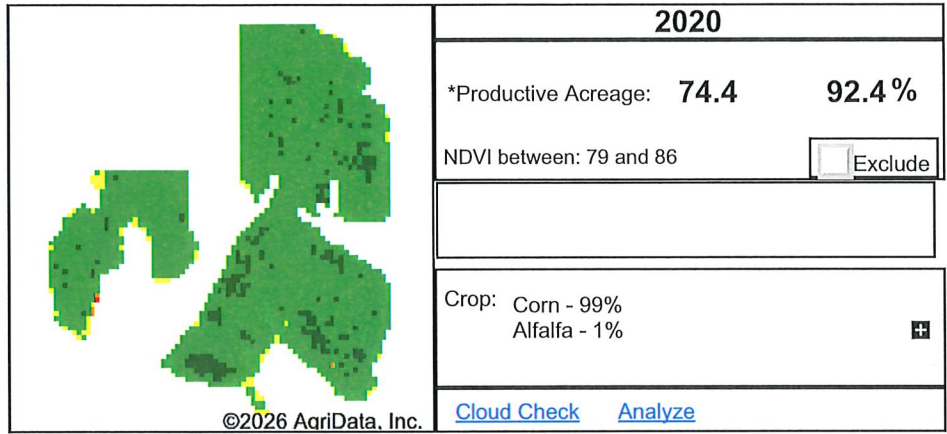 2020
*Productive Acreage: 74.4 92.4%
NDVI between: 79 and 86
Exclude
Crop: Corn - 99%
Alfalfa - 1%
Cloud Check Analyze
©2026 AgriData, Inc.